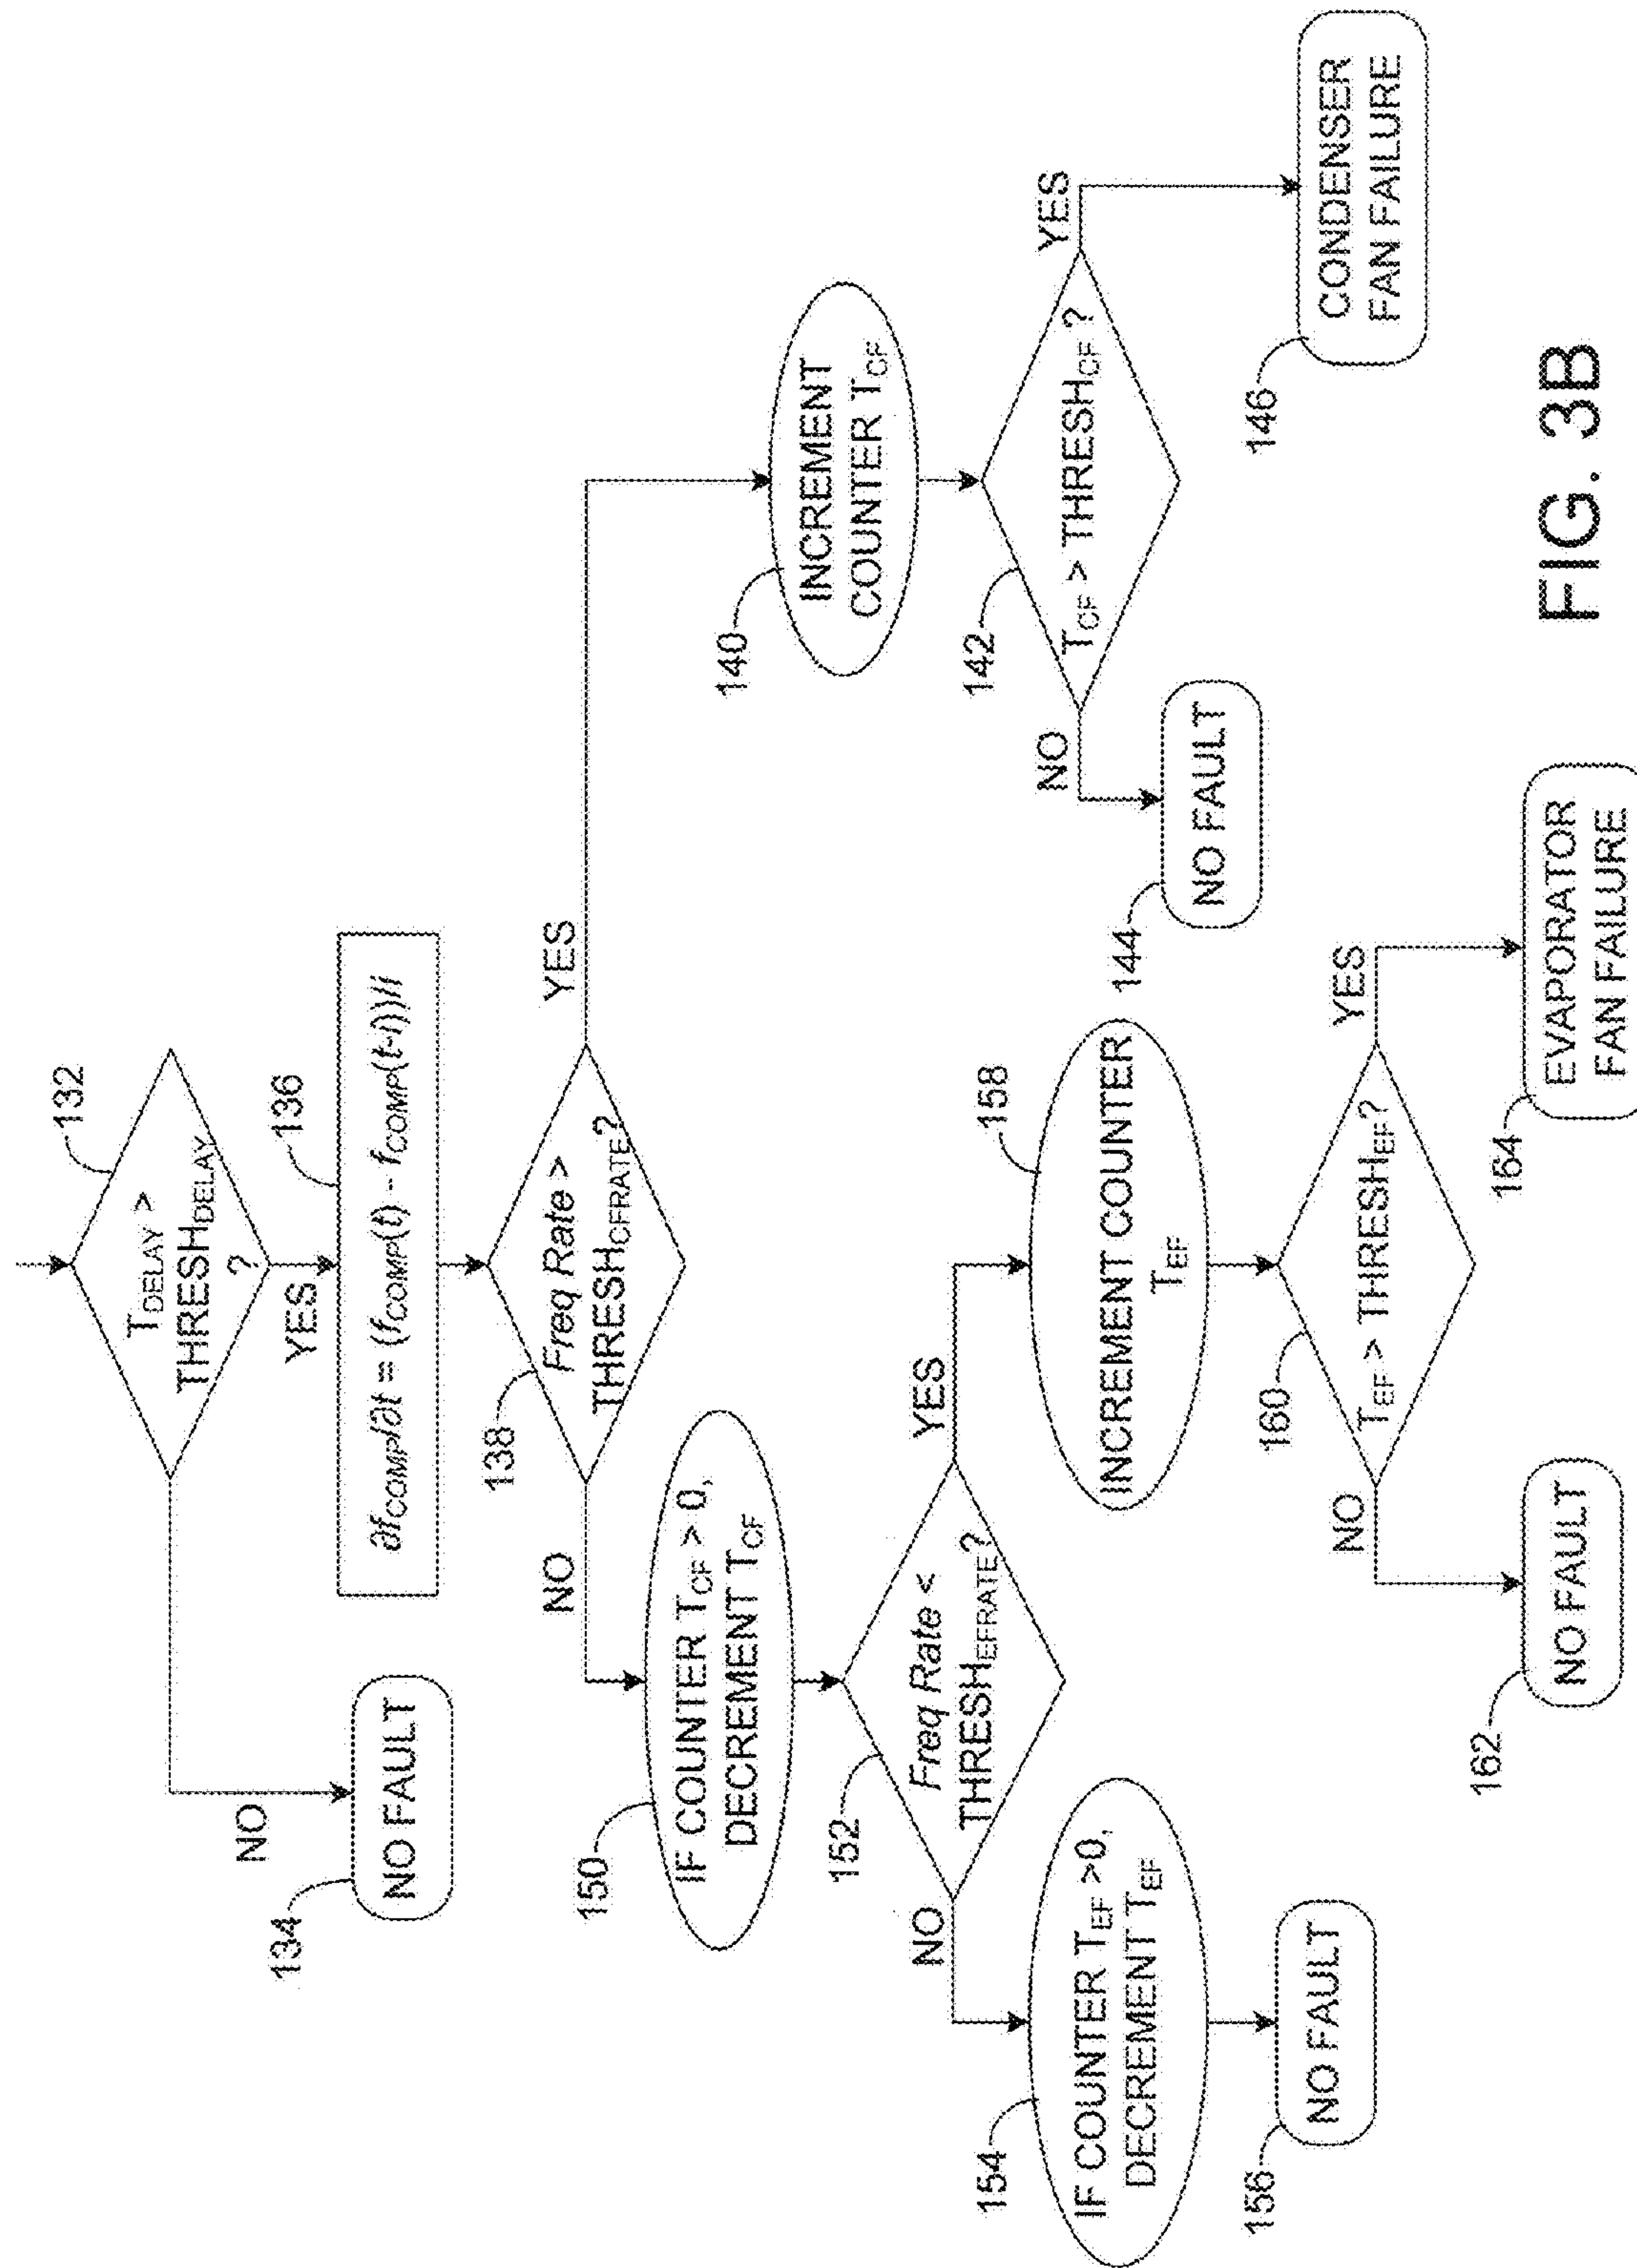 132
T_DELAY >
THRESH_DELAY
?
NO
YES
134
NO FAULT
136
∂f_COMP/∂t = (f_COMP(t) - f_COMP(t-i))/i
138
Freq Rate >
THRESH_CFRATE?
NO
YES
150
IF COUNTER T_CF > 0,
DECREMENT T_CF
140
INCREMENT
COUNTER T_CF
152
Freq Rate <
THRESH_EFRATE?
NO
YES
142
T_CF > THRESH_CF ?
NO
YES
144
NO FAULT
146
CONDENSER
FAN FAILURE
154
IF COUNTER T_EF >0,
DECREMENT T_EF
156
NO FAULT
158
INCREMENT COUNTER
T_EF
160
T_EF > THRESH_EF?
NO
YES
162
NO FAULT
164
EVAPORATOR
FAN FAILURE
FIG. 3B